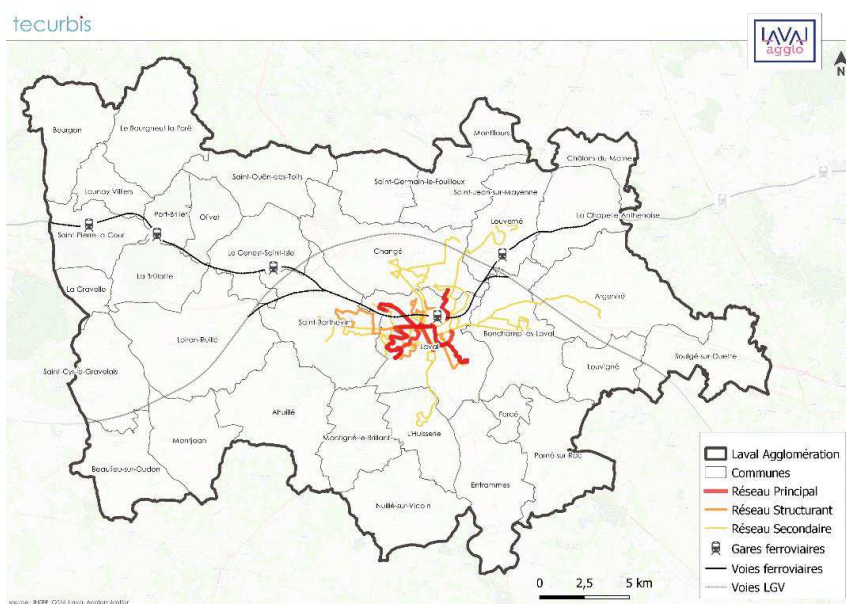 tecurbis
LAVAL
agglo
N
Bourgon
Le Bourgneuf-la-Forêt
Montflours
Châlons-du-Maine
Saint-Ouën-des-Toits
Saint-Germain-le-Fouilloux
Saint-Jean-sur-Mayenne
Launay-Villiers
Port-Brillet
Olivet
Louverné
La Chapelle-Anthenaise
Saint-Pierre-la-Cour
Le Genest-Saint-Isle
Changé
La Gravelle
La Brûlatte
Argentré
Loiron-Ruillé
Saint-Berthevin
Bonchamp-lès-Laval
Laval
Louvigné
Soulgé-sur-Ouette
Saint-Cyr-le-Gravelais
Ahuillé
Forcé
Montjean
Montigné-le-Brillant
L'Huisserie
Parné-sur-Roc
Beaulieu-sur-Oudon
Entrammes
Nuillé-sur-Vicoin
Laval Agglomération
Communes
Réseau Principal
Réseau Structurant
Réseau Secondaire
Gares ferroviaires
Voies ferroviaires
Voies LGV
0 2,5 5 km
source : INSEE, OSM, Laval Agglomération